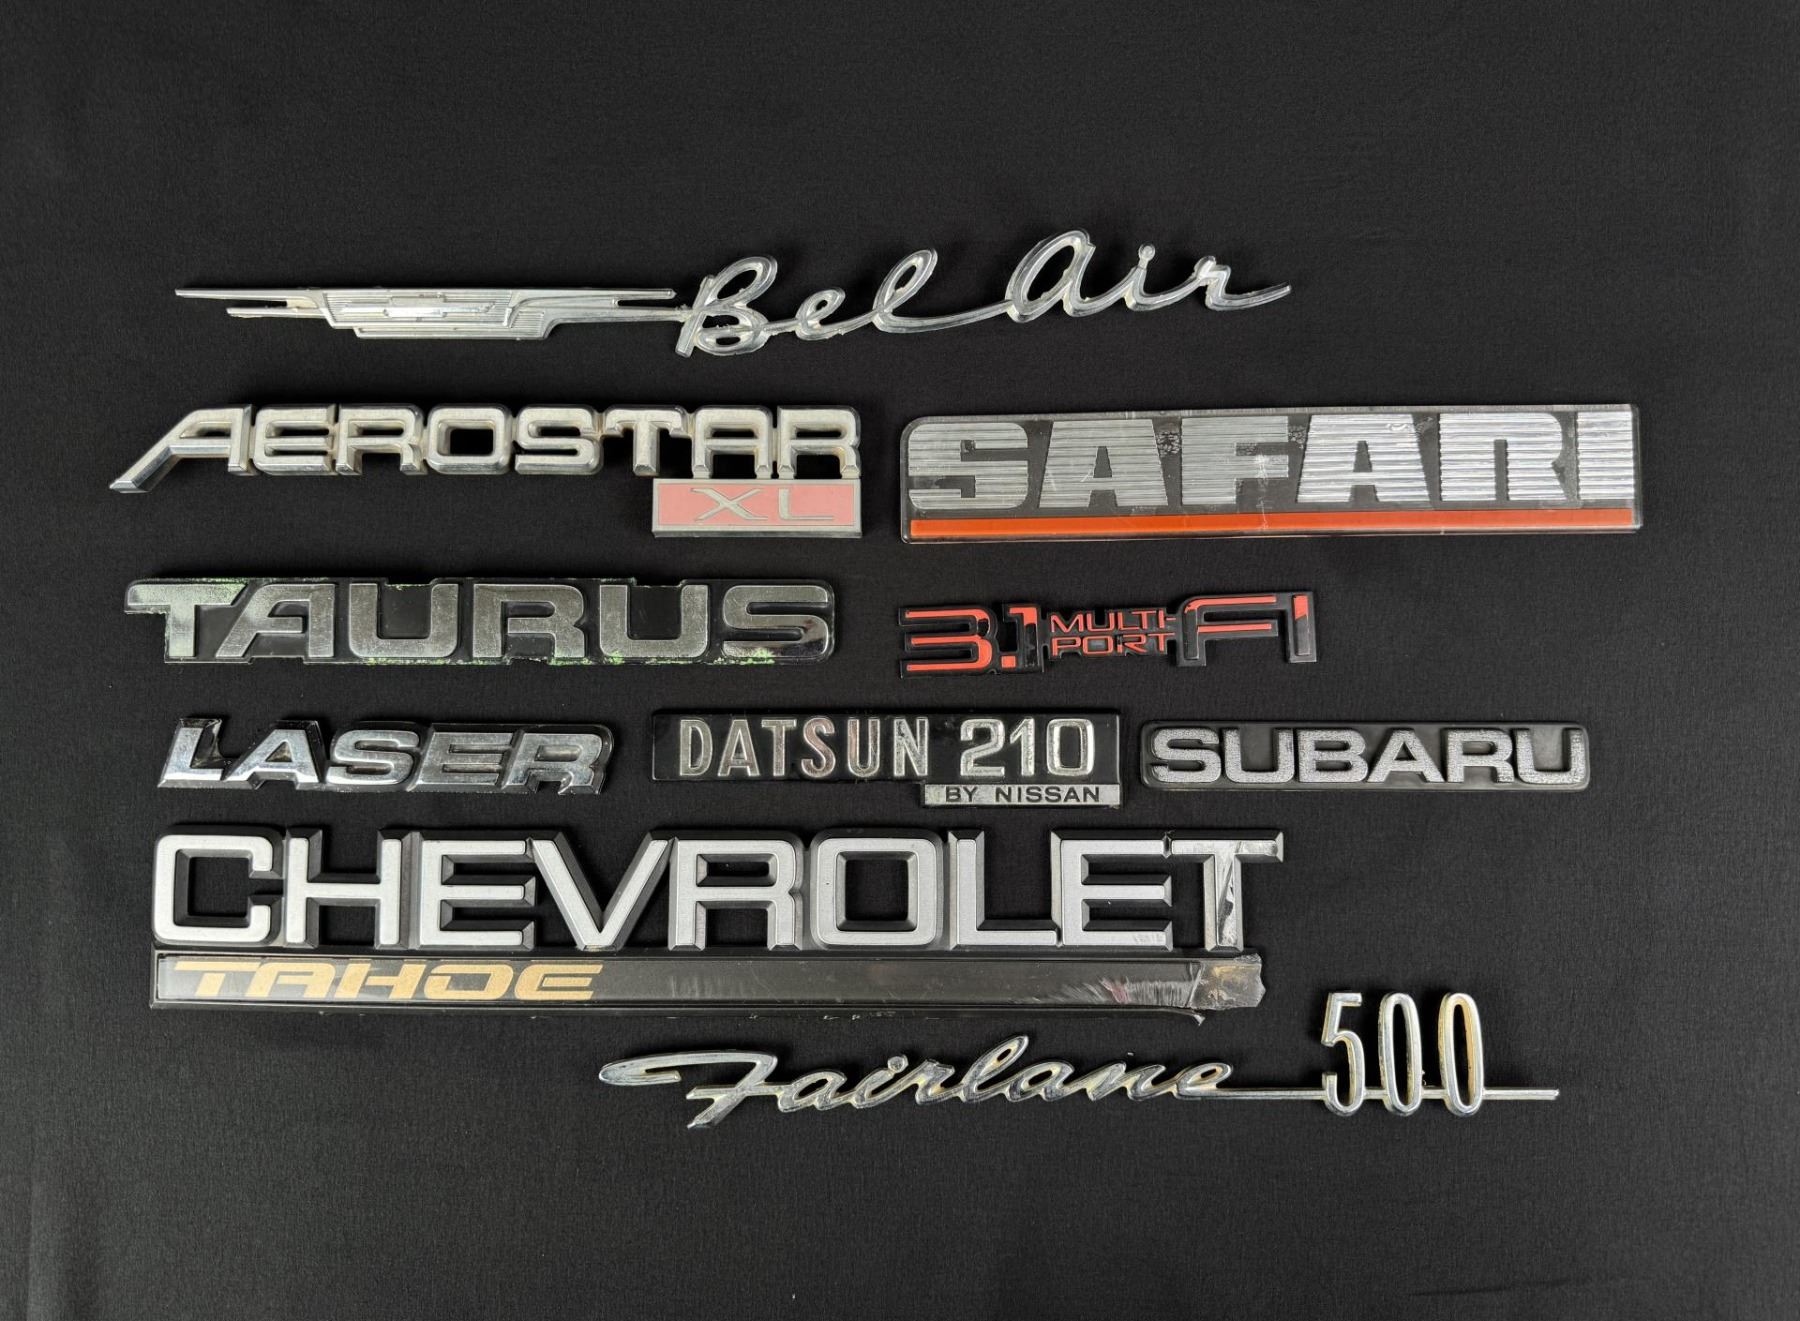 Bel Air
AEROSTAR
XL
SAFARI
TAURUS
3.1 MULTI-PORT FI
LASER
DATSUN 210
BY NISSAN
SUBARU
CHEVROLET
TAHOE
Fairlane 500